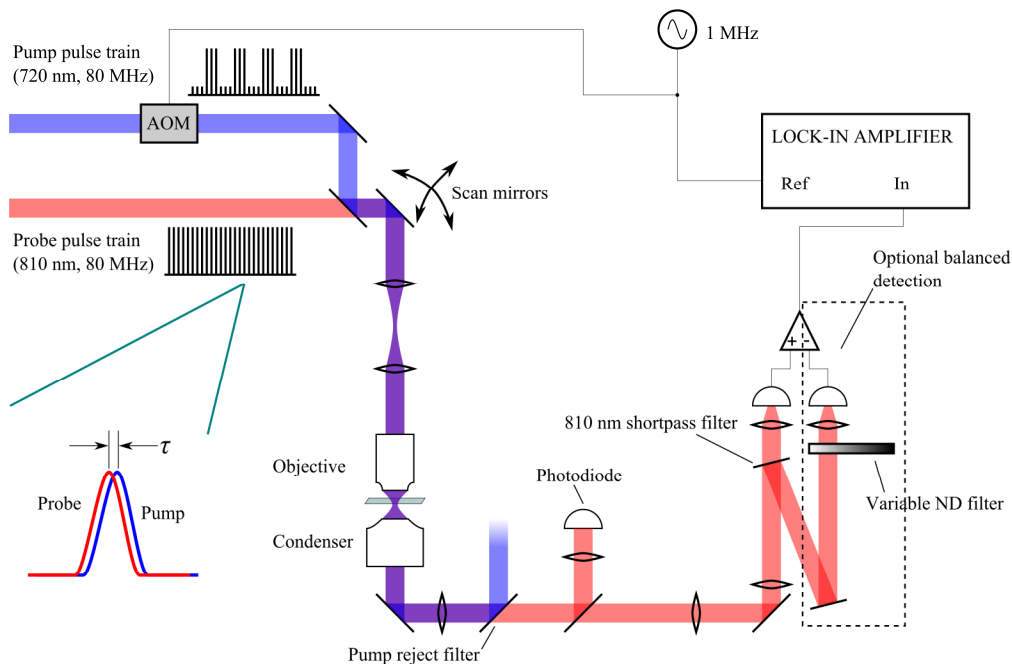 Pump pulse train
(720 nm, 80 MHz)
1 MHz
AOM
LOCK-IN AMPLIFIER
Ref
In
Scan mirrors
Probe pulse train
(810 nm, 80 MHz)
Optional balanced
detection
+
-
τ
810 nm shortpass filter
Objective
Photodiode
Probe
Pump
Variable ND filter
Condenser
Pump reject filter